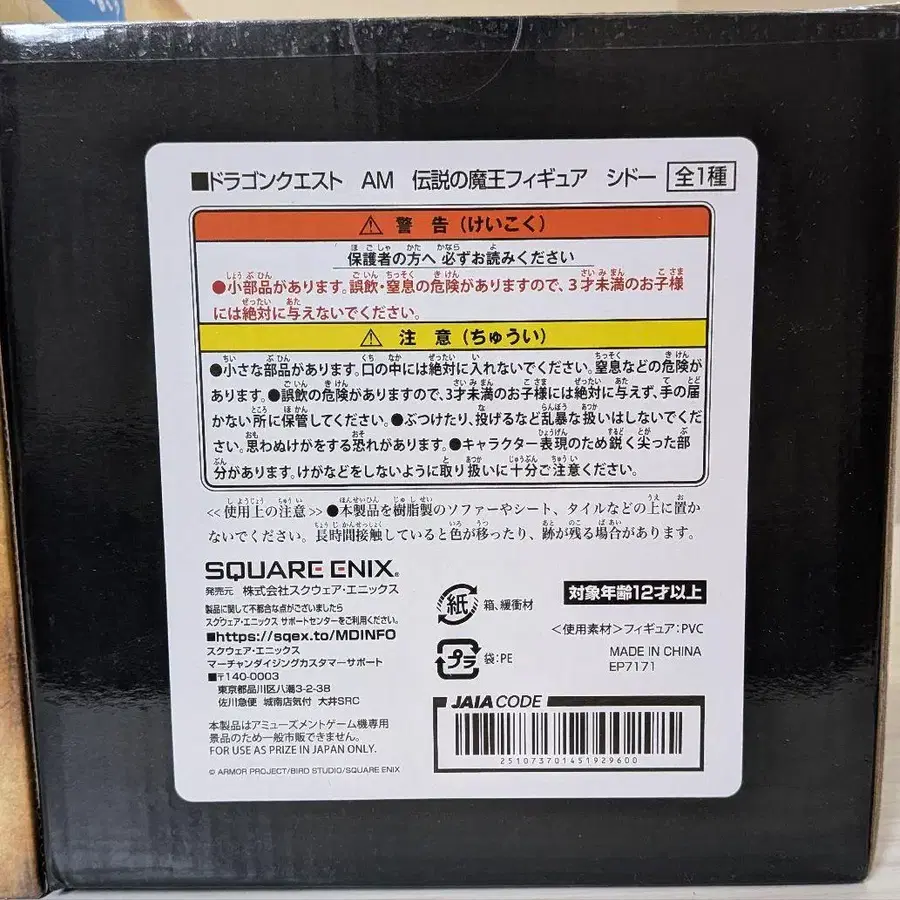 ■ドラゴンクエスト AM 伝説の魔王フィギュア シドー 全1種
⚠ 警告(けいこく)
保護者の方へ 必ずお読みください
●小部品があります。誤飲・窒息の危険がありますので、3才未満のお子様
には絶対に与えないでください。
⚠ 注意(ちゅうい)
●小さな部品があります。口の中には絶対に入れないでください。窒息などの危険が
あります。●誤飲の危険がありますので、3才未満のお子様には絶対に与えず、手の届
かない所に保管してください。●ぶつけたり、投げるなど乱暴な扱いはしないでくだ
さい。思わぬけがをする恐れがあります。●キャラクター表現のため鋭く尖った部
分があります。けがなどをしないように取り扱いに十分ご注意ください。
≪使用上の注意≫●本製品を樹脂製のソファーやシート、タイルなどの上に置か
ないでください。長時間接触していると色が移ったり、跡が残る場合があります。
SQUARE ENIX®
発売元 株式会社スクウェア・エニックス
製品に関して不都合な点がございましたら
スクウェア・エニックス サポートセンターをご利用ください。
■https://sqex.to/MDINFO
スクウェア・エニックス
マーチャンダイジングカスタマーサポート
■〒140-0003
東京都品川区八潮3-2-38
佐川急便 城南店気付 大井SRC
本製品はアミューズメントゲーム機専用
景品のため一般市販できません。
FOR USE AS PRIZE IN JAPAN ONLY.
© ARMOR PROJECT/BIRD STUDIO/SQUARE ENIX
紙 箱、緩衝材
プラ 袋:PE
対象年齢12才以上
<使用素材>フィギュア:PVC
MADE IN CHINA
EP7171
JAIA CODE
2510737014519​29600